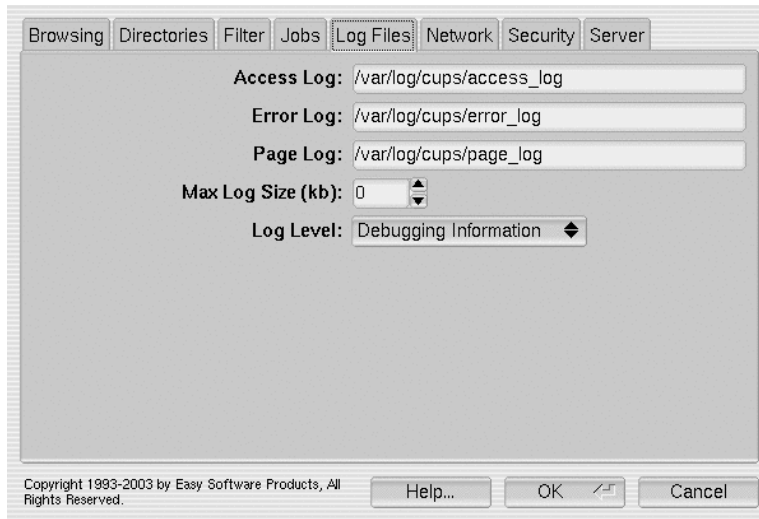 Browsing Directories Filter Jobs Log Files Network Security Server
Access Log: /var/log/cups/access_log
Error Log: /var/log/cups/error_log
Page Log: /var/log/cups/page_log
Max Log Size (kb): 0
Log Level: Debugging Information
Copyright 1993-2003 by Easy Software Products, All
Rights Reserved.
Help... OK Cancel